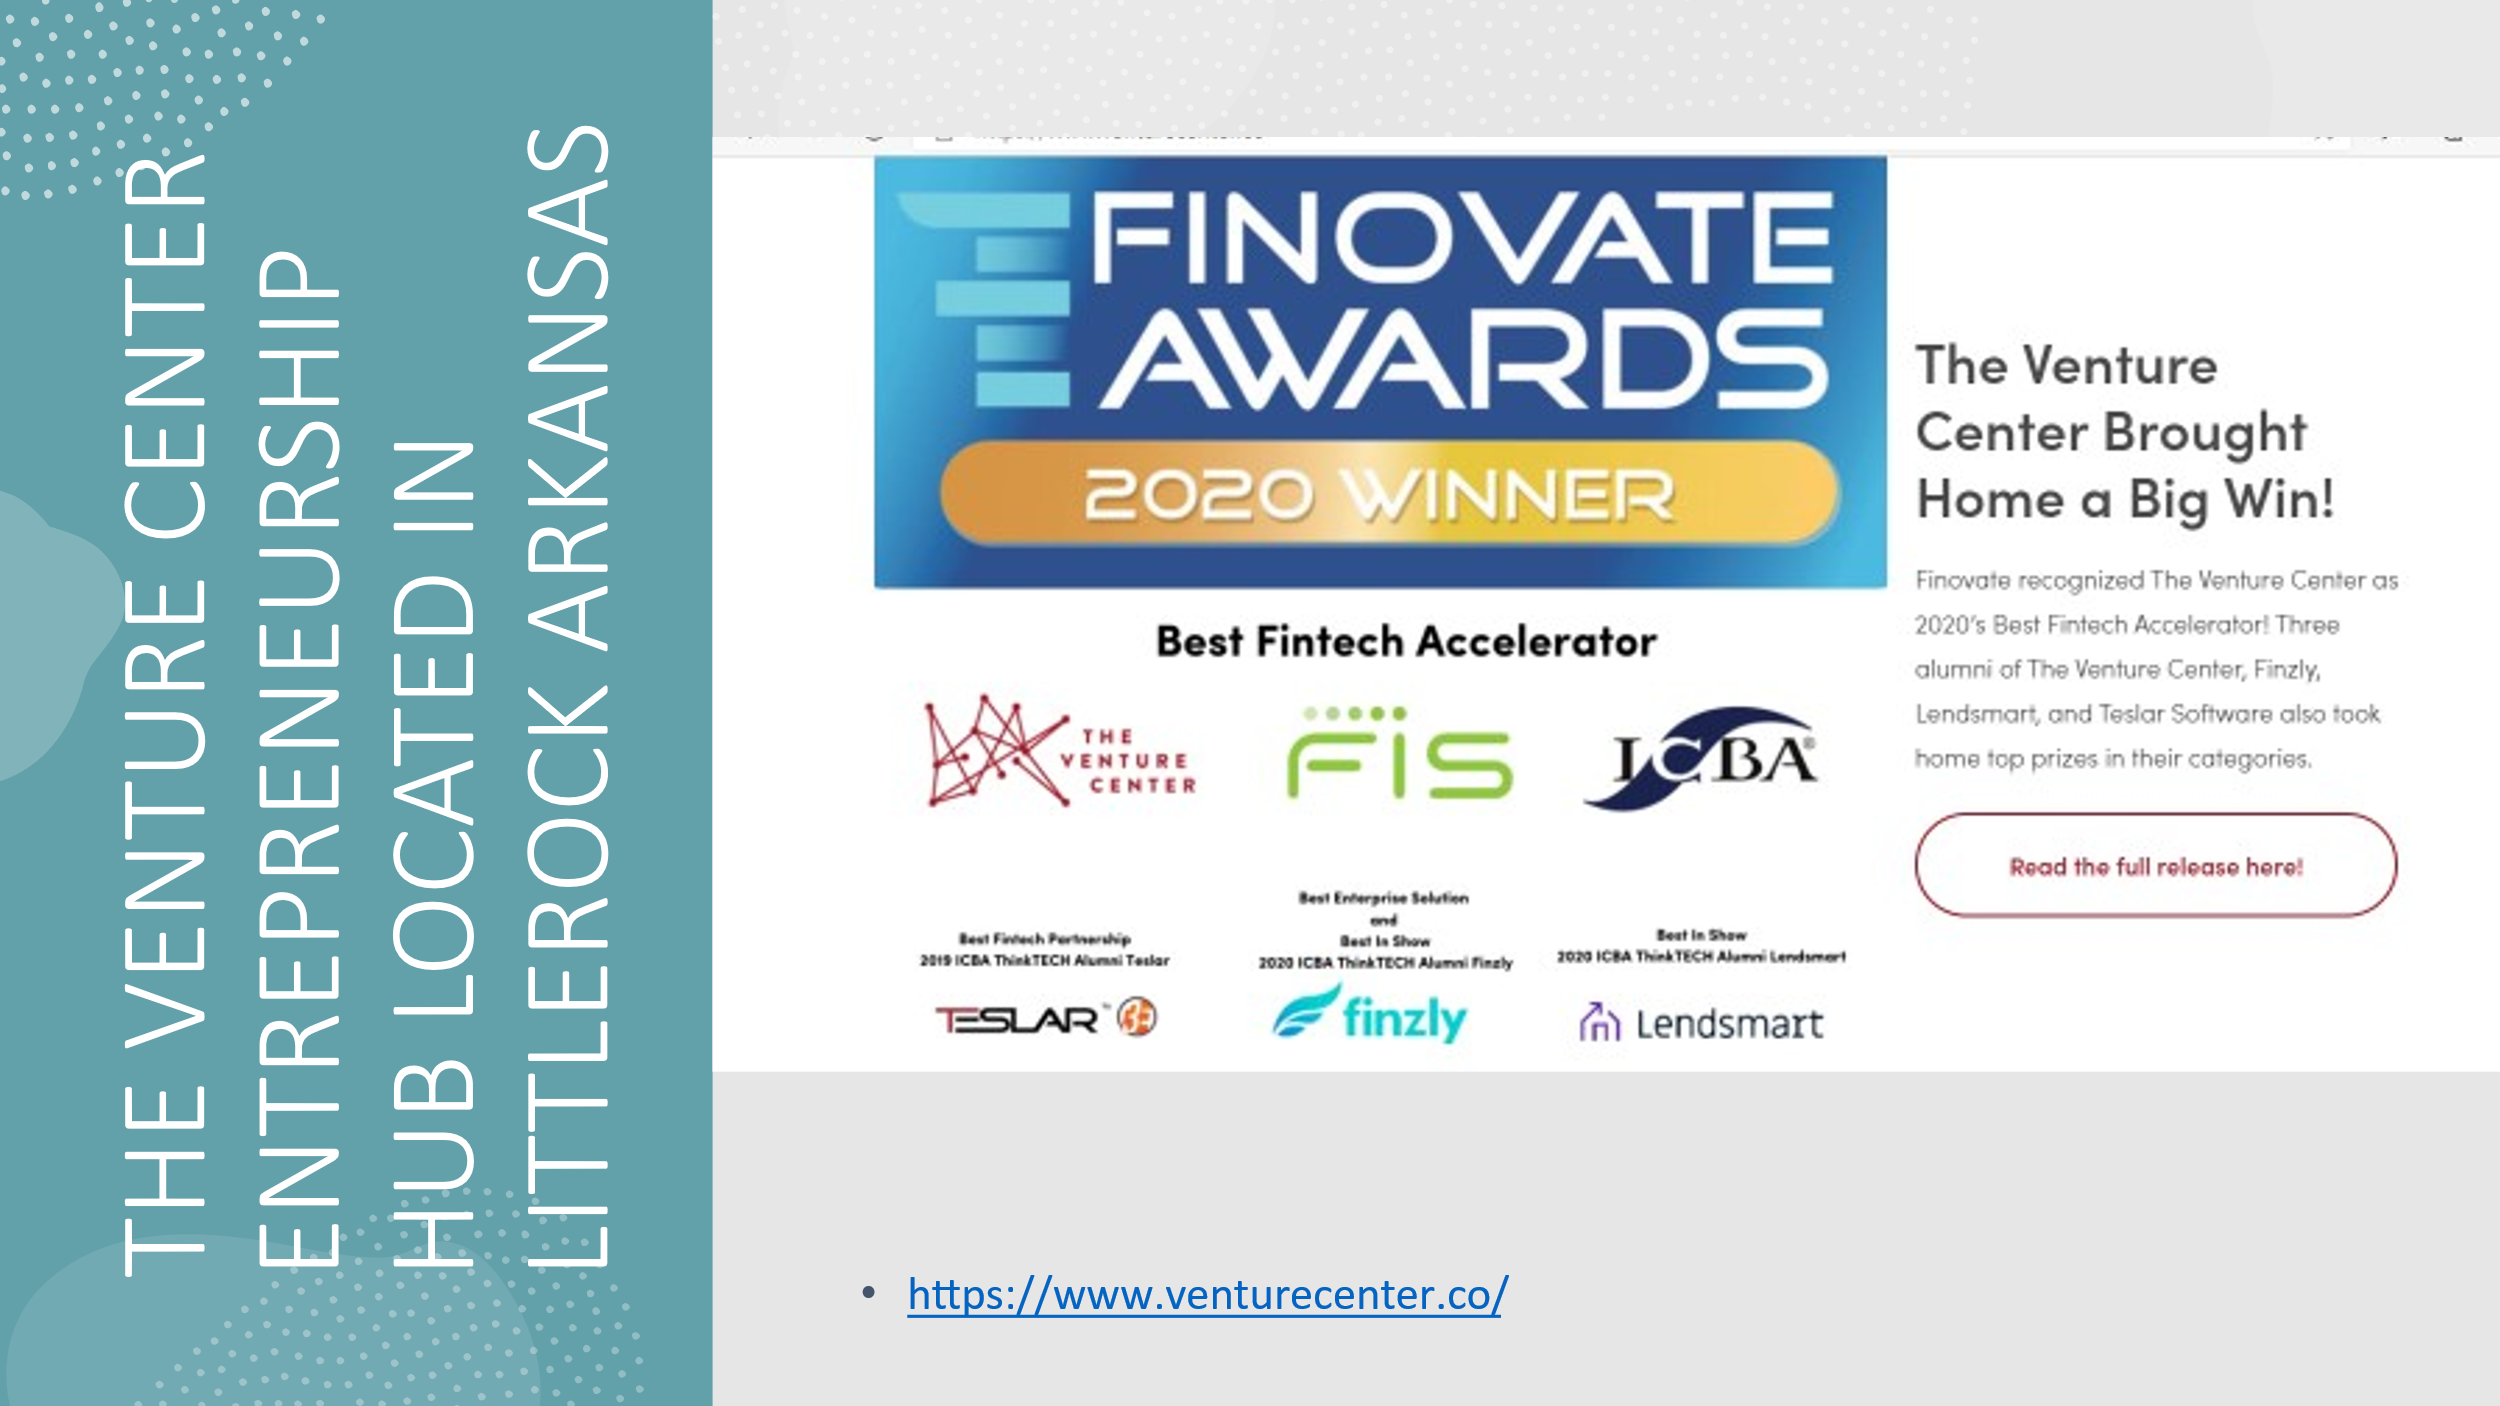 THE VENTURE CENTER
ENTREPRENEURSHIP
HUB LOCATED IN
LITTLEROCK ARKANSAS
FINOVATE
AWARDS
2020 WINNER
Best Fintech Accelerator
THE
VENTURE
CENTER
FIS
ICBA®
Best Fintech Partnership
2019 ICBA ThinkTECH Alumni Teslar
TESLAR™
Best Enterprise Solution
and
Best In Show
2020 ICBA ThinkTECH Alumni Finzly
finzly
Best In Show
2020 ICBA ThinkTECH Alumni Lendsmart
Lendsmart
The Venture
Center Brought
Home a Big Win!
Finovate recognized The Venture Center as
2020's Best Fintech Accelerator! Three
alumni of The Venture Center, Finzly,
Lendsmart, and Teslar Software also took
home top prizes in their categories.
Read the full release here!
• https://www.venturecenter.co/